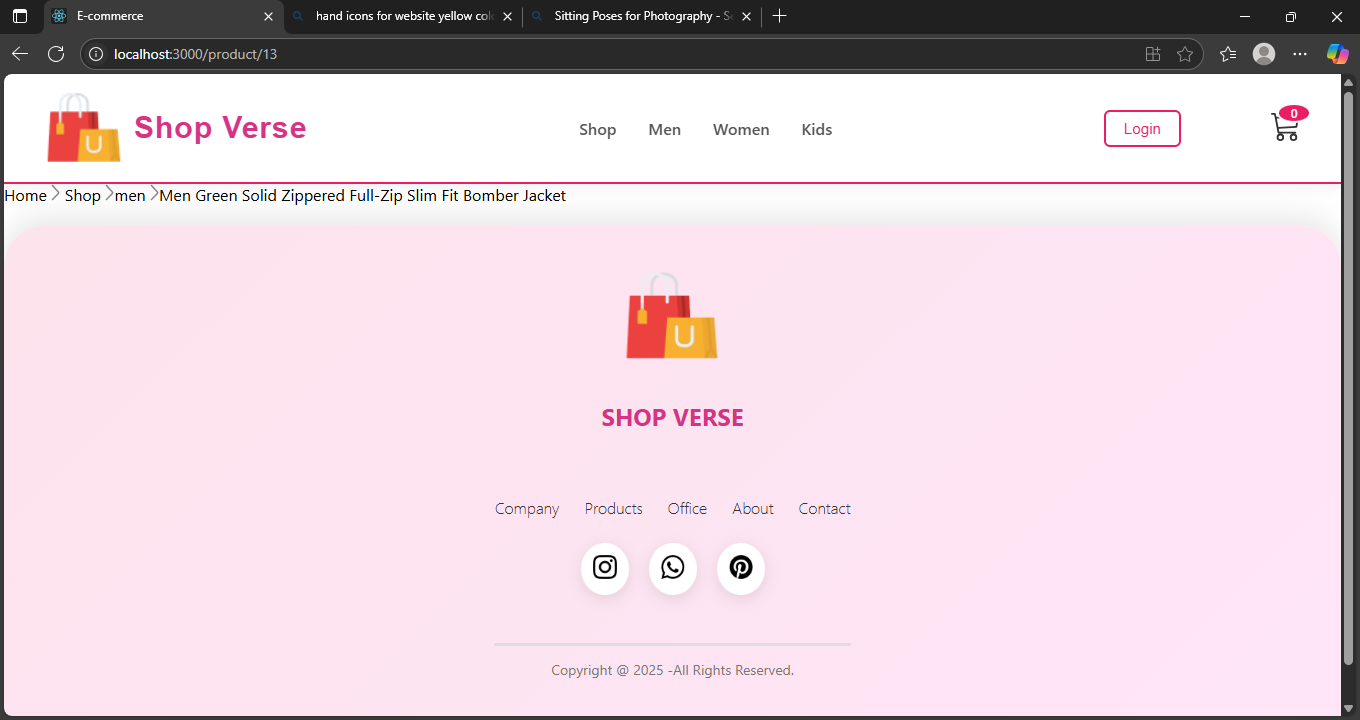 E-commerce
hand icons for website yellow col
Sitting Poses for Photography - Se
localhost:3000/product/13
Shop Verse
Shop Men Women Kids
Login
0
Home Shop men Men Green Solid Zippered Full-Zip Slim Fit Bomber Jacket
U
U
SHOP VERSE
Company Products Office About Contact
Copyright @ 2025 -All Rights Reserved.